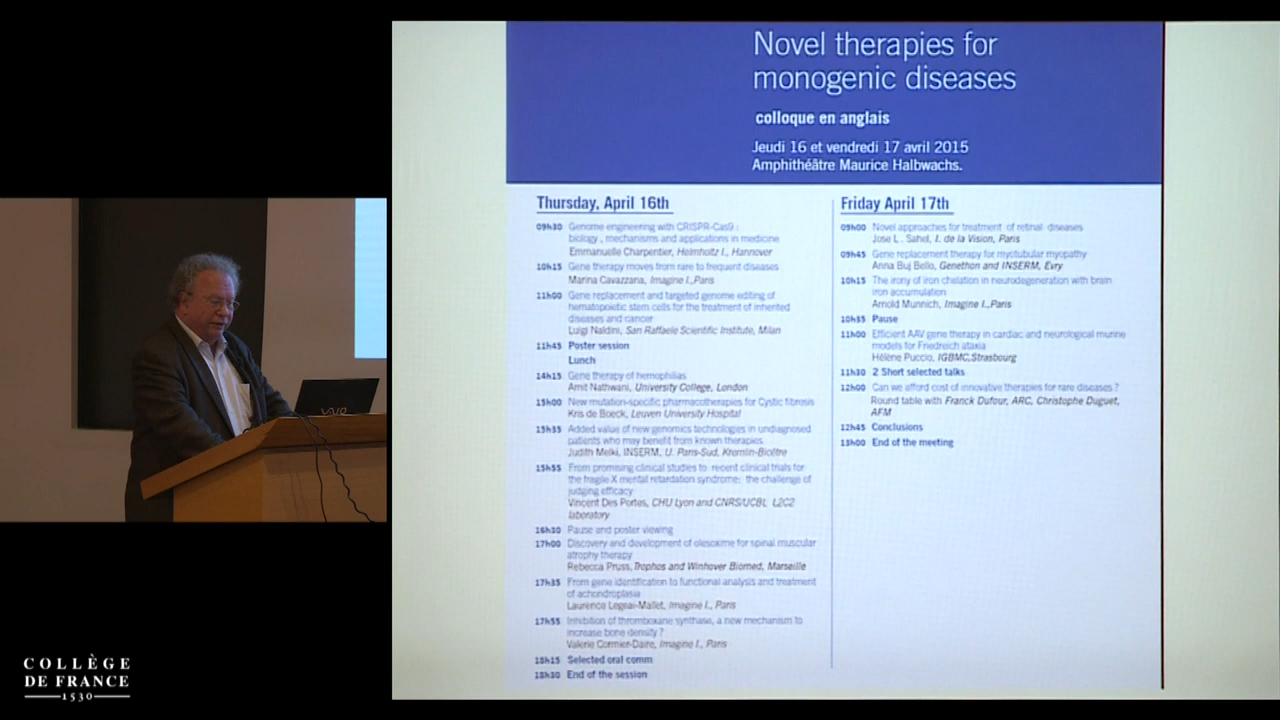 Novel therapies for
monogenic diseases
colloque en anglais
Jeudi 16 et vendredi 17 avril 2015
Amphithéâtre Maurice Halbwachs.
Thursday, April 16th
09H30 Genome engineering with CRISPR-Cas9 :
biology , mechanisms and applications in medicine
Emmanuelle Charpentier, Helmholtz I., Hannover
10H15 Gene therapy moves from rare to frequent diseases
Marina Cavazzana, Imagine I.,Paris
11H00 Gene replacement and targeted genome editing of
hematopoietic stem cells for the treatment of inherited
diseases and cancer
Luigi Naldini, San Raffaele Scientific Institute, Milan
11H45 Poster session
Lunch
14H15 Gene therapy of hemophilias
Amit Nathwani, University College, London
15H00 New mutation-specific pharmacotherapies for Cystic fibrosis
Kris de Boeck, Leuven University Hospital
15H35 Added value of new genomics technologies in undiagnosed
patients who may benefit from known therapies
Judith Melki, INSERM, U. Paris-Sud, Kremlin-Bicêtre
15H55 From promising clinical studies to recent clinical trials for
the fragile X mental retardation syndrome: the challenge of
judging efficacy
Vincent Des Portes, CHU Lyon and CNRS/UCBL L2C2
laboratory
16H30 Pause and poster viewing
17H00 Discovery and development of olesoxime for spinal muscular
atrophy therapy
Rebecca Pruss, Trophos and Winhover Biomed, Marseille
17H35 From gene identification to functional analysis and treatment
of achondroplasia
Laurence Legeai-Mallet, Imagine I., Paris
17H55 Inhibition of thromboxane synthase, a new mechanism to
increase bone density ?
Valerie Cormier-Daire, Imagine I., Paris
18H15 Selected oral comm
18H30 End of the session
Friday April 17th
09H00 Novel approaches for treatment of retinal diseases
Jose L . Sahel, I. de la Vision, Paris
09H45 Gene replacement therapy for myotubular myopathy
Anna Buj Bello, Genethon and INSERM, Evry
10H15 The irony of iron chelation in neurodegeneration with brain
iron accumulation
Arnold Munnich, Imagine I.,Paris
10H35 Pause
11H00 Efficient AAV gene therapy in cardiac and neurological murine
models for Friedreich ataxia
Hélène Puccio, IGBMC,Strasbourg
11H30 2 Short selected talks
12H00 Can we afford cost of innovative therapies for rare diseases ?
Round table with Franck Dufour, ARC, Christophe Duguet,
AFM
12H45 Conclusions
13H00 End of the meeting
COLLÈGE
DE FRANCE
1530